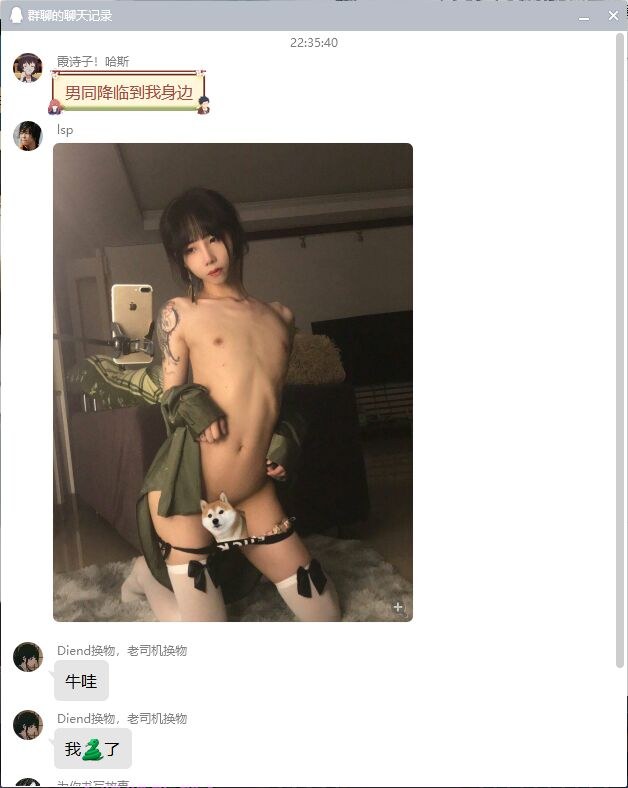 群聊的聊天记录
22:35:40
霞诗子！哈斯
男同降临到我身边
lsp
Diend换物，老司机换物
牛哇
Diend换物，老司机换物
我了